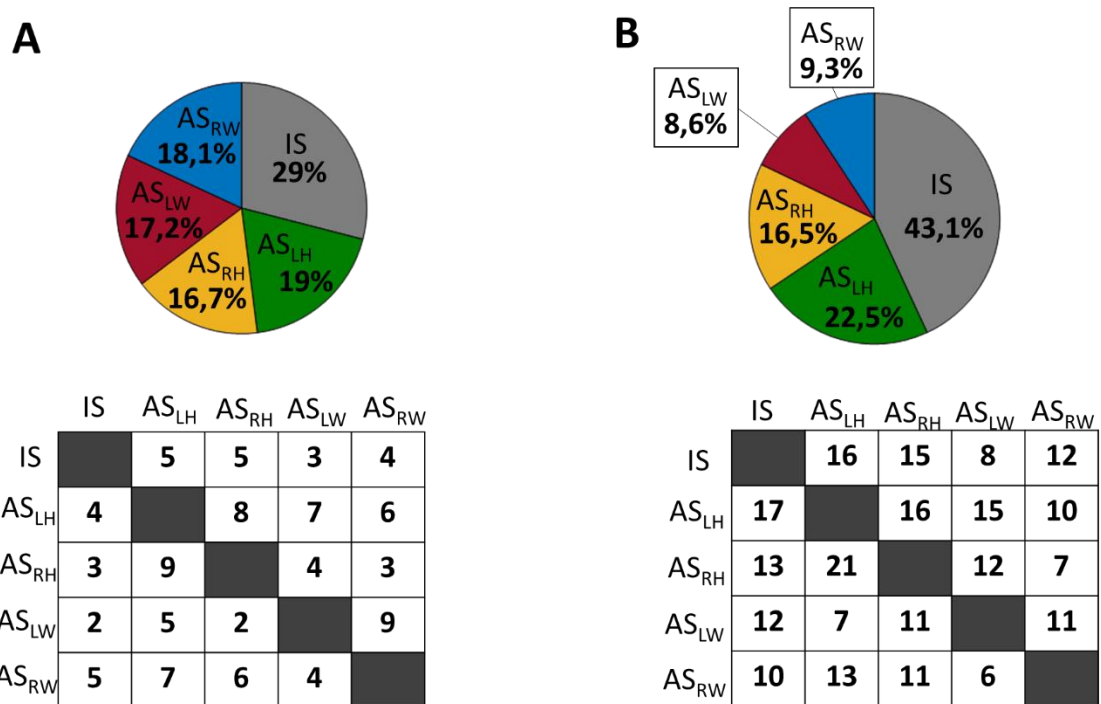 A
AS_RW
18,1%
IS
29%
AS_LW
17,2%
AS_LH
19%
AS_RH
16,7%
IS AS_LH AS_RH AS_LW AS_RW
IS 5 5 3 4
AS_LH 4 8 7 6
AS_RH 3 9 4 3
AS_LW 2 5 2 9
AS_RW 5 7 6 4
B
AS_RW
9,3%
AS_LW
8,6%
IS
43,1%
AS_RH
16,5%
AS_LH
22,5%
IS AS_LH AS_RH AS_LW AS_RW
IS 16 15 8 12
AS_LH 17 16 15 10
AS_RH 13 21 12 7
AS_LW 12 7 11 11
AS_RW 10 13 11 6